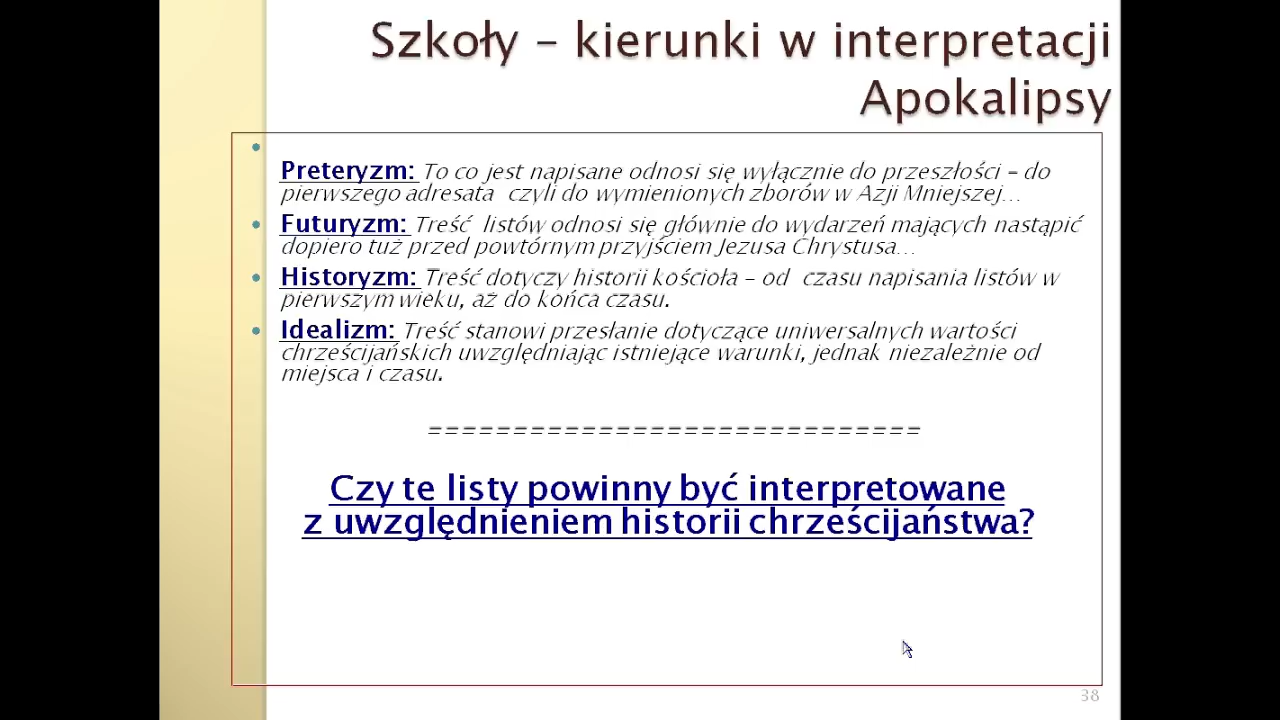 Szkoły – kierunki w interpretacji
Apokalipsy
Preteryzm: To co jest napisane odnosi się wyłącznie do przeszłości – do
pierwszego adresata czyli do wymienionych zborów w Azji Mniejszej…
Futuryzm: Treść listów odnosi się głównie do wydarzeń mających nastąpić
dopiero tuż przed powtórnym przyjściem Jezusa Chrystusa…
Historyzm: Treść dotyczy historii kościoła – od czasu napisania listów w
pierwszym wieku, aż do końca czasu.
Idealizm: Treść stanowi przesłanie dotyczące uniwersalnych wartości
chrześcijańskich uwzględniając istniejące warunki, jednak niezależnie od
miejsca i czasu.
=============================
Czy te listy powinny być interpretowane
z uwzględnieniem historii chrześcijaństwa?
38